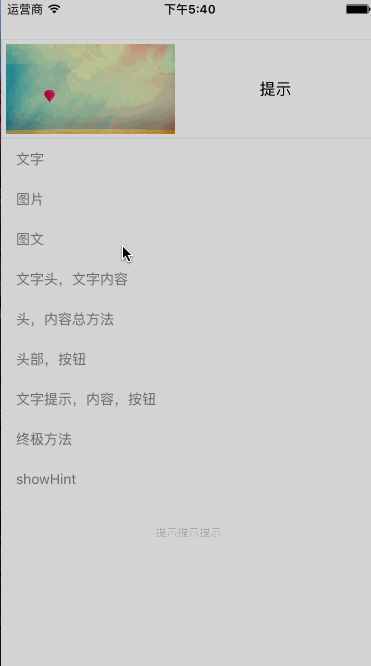 运营商 下午5:40
提示
文字
图片
图文
文字头，文字内容
头，内容总方法
头部，按钮
文字提示，内容，按钮
终极方法
showHint
提示提示提示